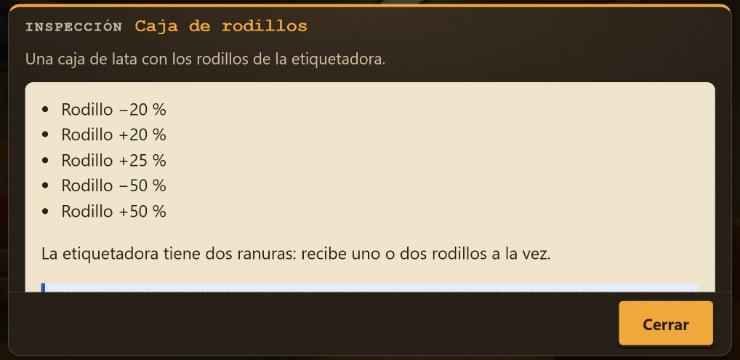 INSPECCIÓN Caja de rodillos
Una caja de lata con los rodillos de la etiquetadora.
• Rodillo −20 %
• Rodillo +20 %
• Rodillo +25 %
• Rodillo −50 %
• Rodillo +50 %
La etiquetadora tiene dos ranuras: recibe uno o dos rodillos a la vez.
Cerrar